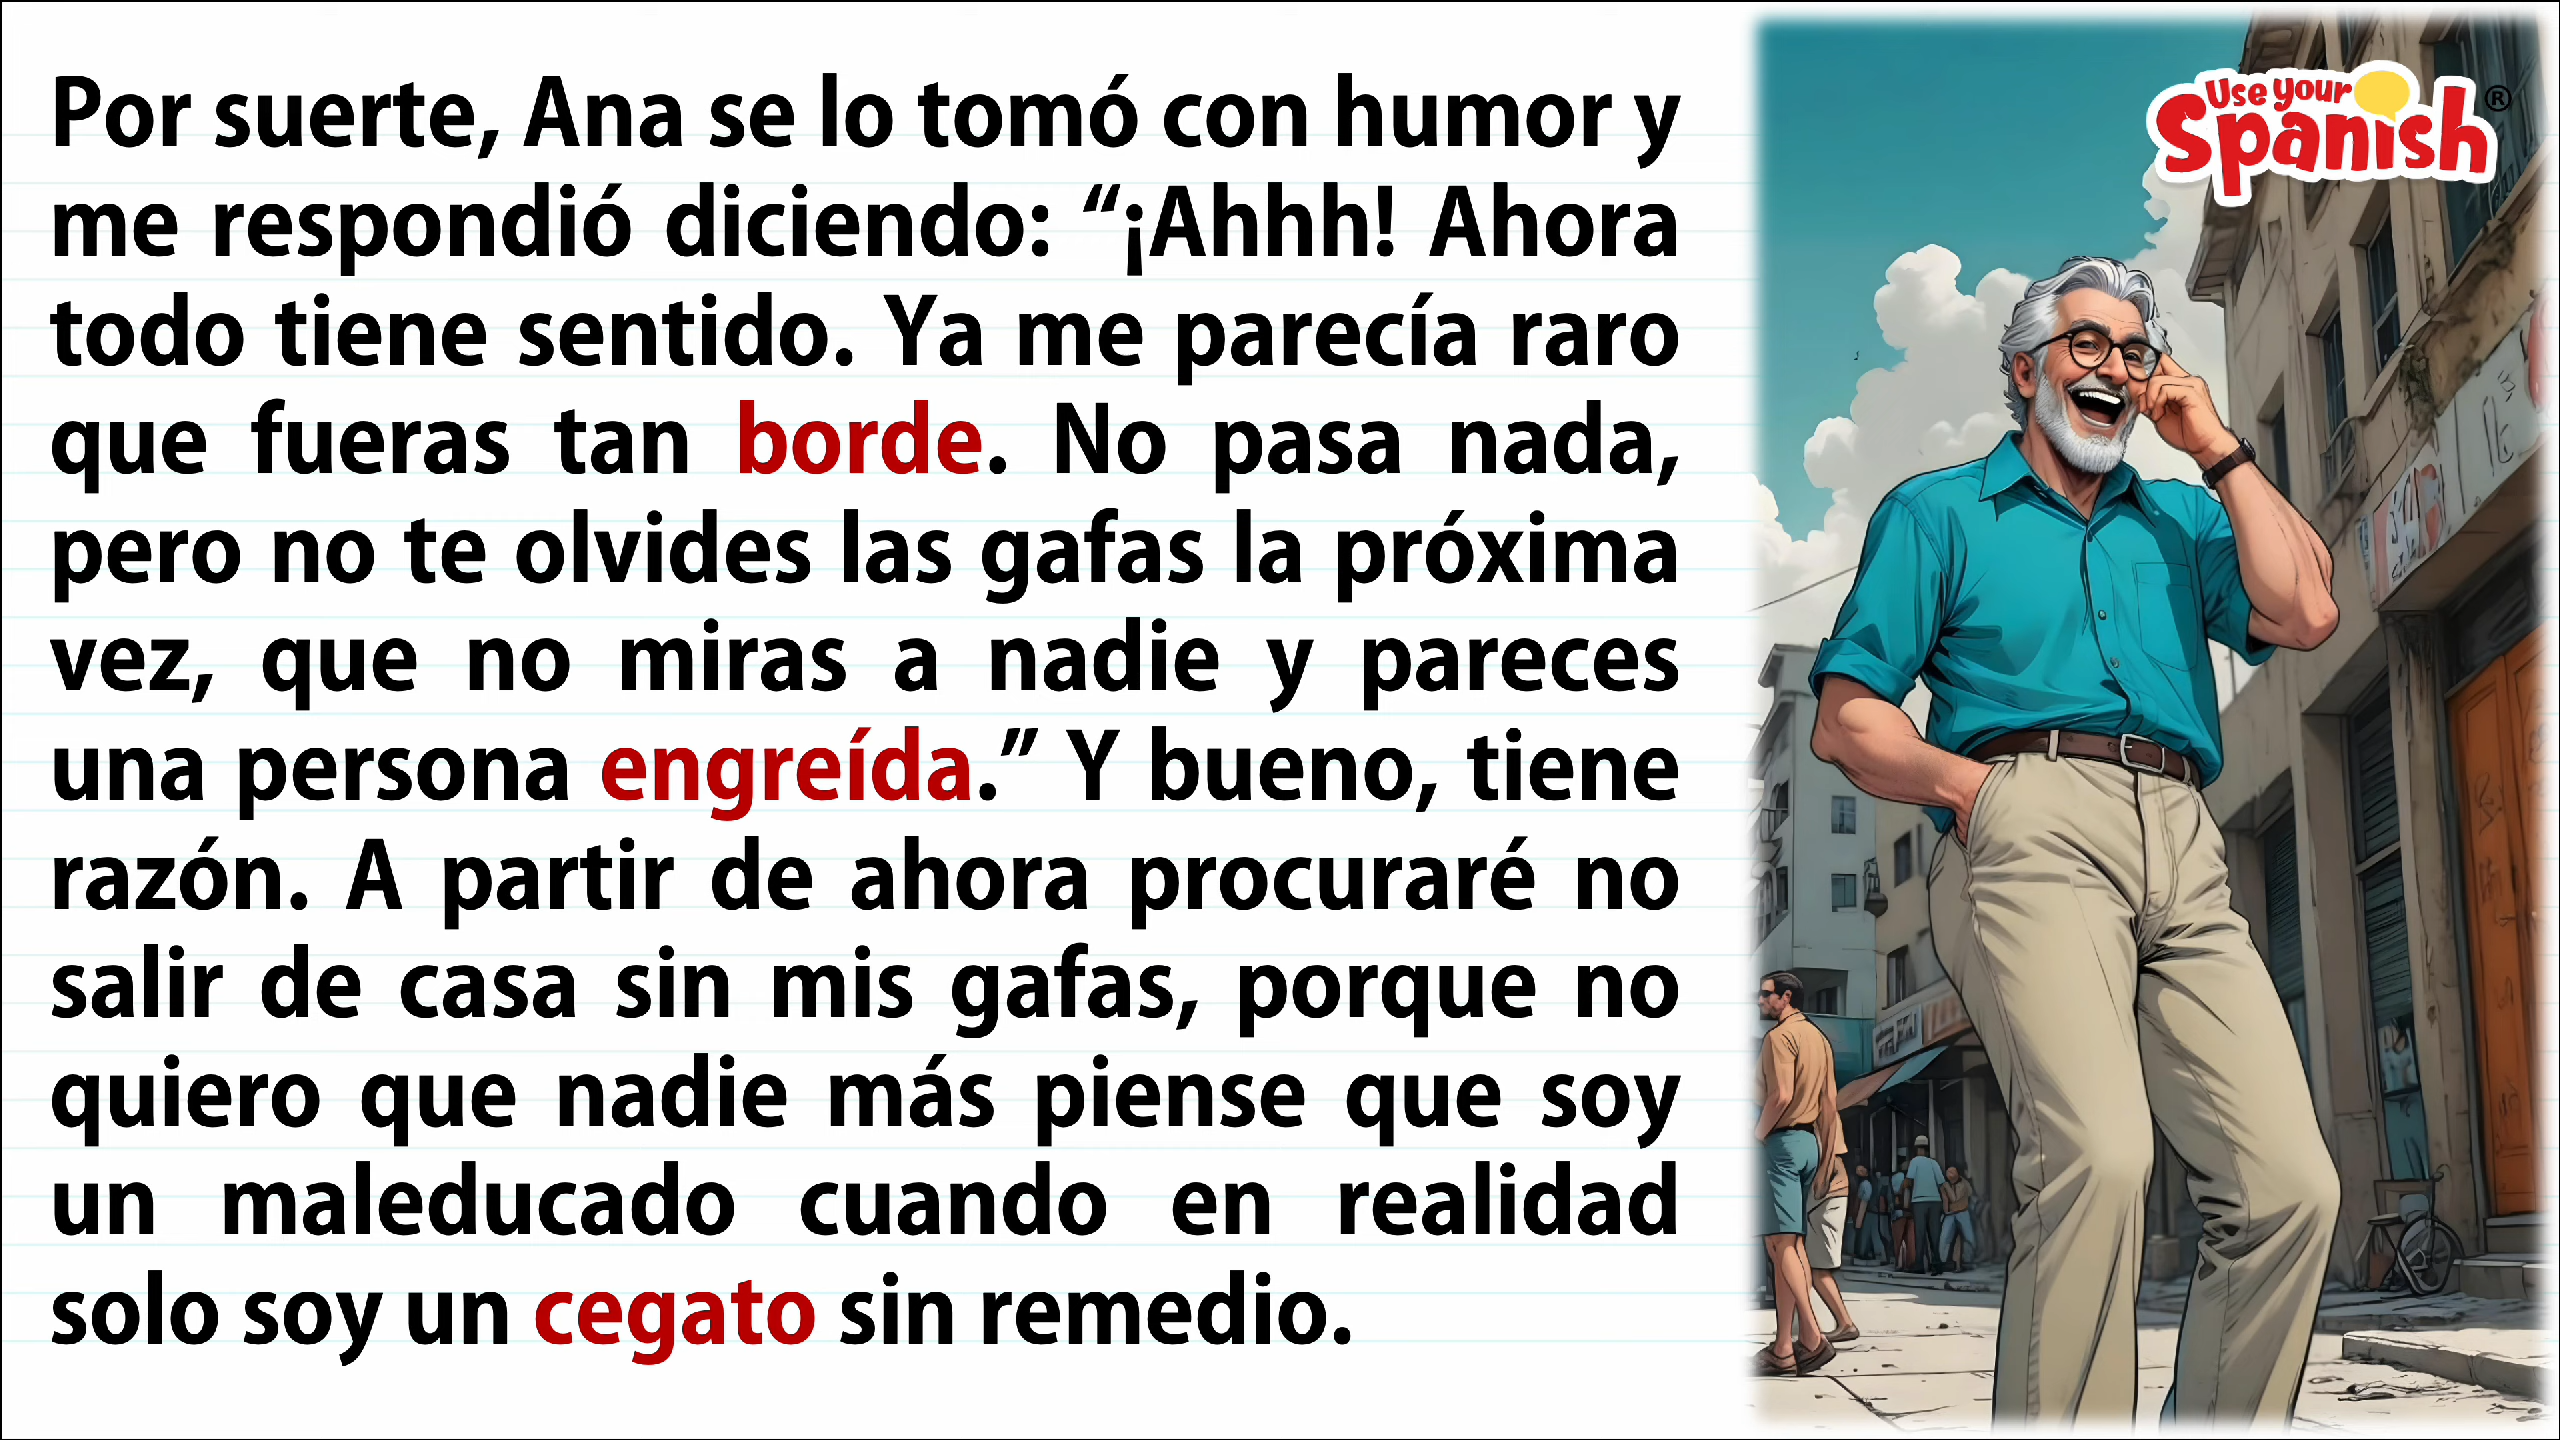 Por suerte, Ana se lo tomó con humor y
me respondió diciendo: “¡Ahhh! Ahora
todo tiene sentido. Ya me parecía raro
que fueras tan borde. No pasa nada,
pero no te olvides las gafas la próxima
vez, que no miras a nadie y pareces
una persona engreída.” Y bueno, tiene
razón. A partir de ahora procuraré no
salir de casa sin mis gafas, porque no
quiero que nadie más piense que soy
un maleducado cuando en realidad
solo soy un cegato sin remedio.
Use your
Spanish®